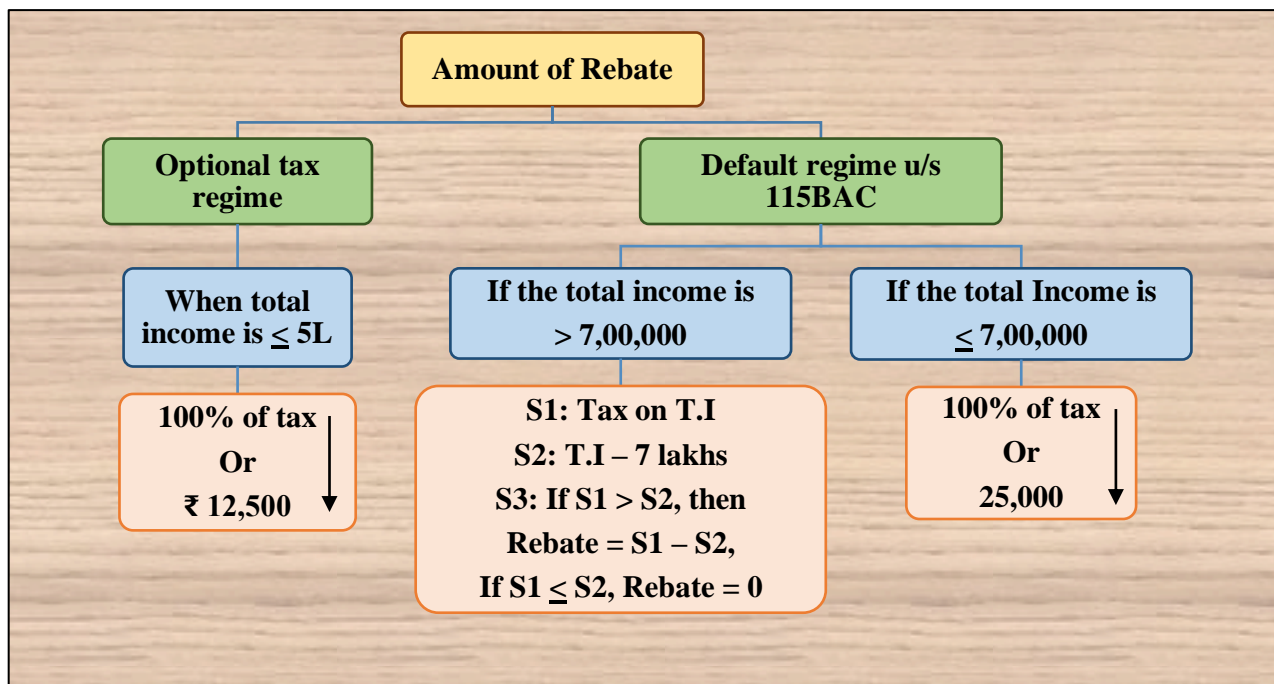 Amount of Rebate
Optional tax
regime
Default regime u/s
115BAC
When total
income is ≤ 5L
If the total income is
> 7,00,000
If the total Income is
≤ 7,00,000
100% of tax
Or
₹ 12,500
S1: Tax on T.I
S2: T.I – 7 lakhs
S3: If S1 > S2, then
Rebate = S1 – S2,
If S1 ≤ S2, Rebate = 0
100% of tax
Or
25,000